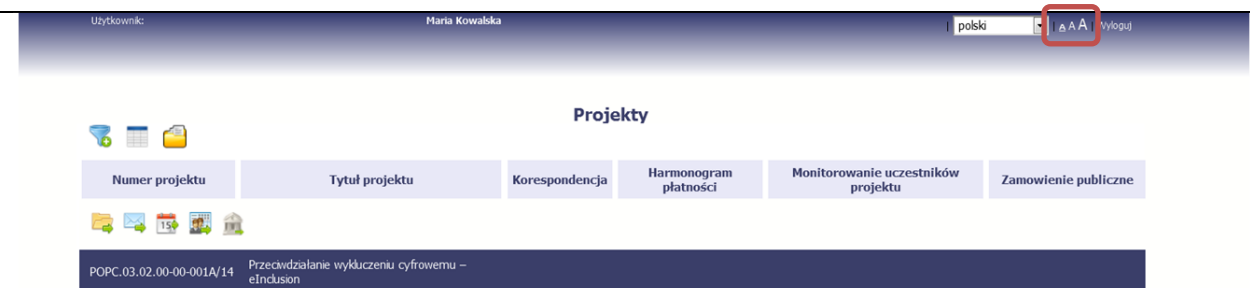 Użytkownik: Maria Kowalska | polski | A A A | Wyloguj
Projekty
Numer projektu Tytuł projektu Korespondencja Harmonogram płatności Monitorowanie uczestników projektu Zamowienie publiczne
15
POPC.03.02.00-00-001A/14 Przeciwdziałanie wykluczeniu cyfrowemu –
eInclusion